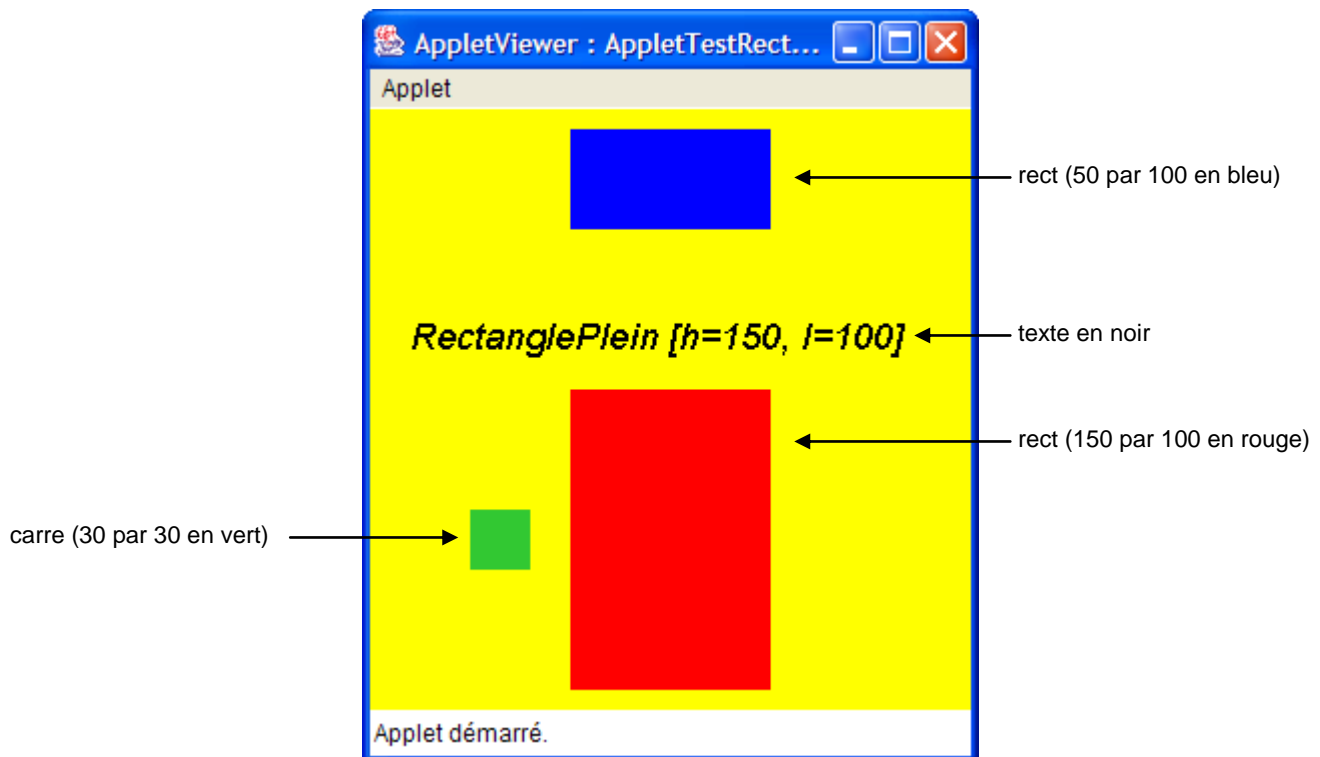 AppletViewer : AppletTestRect...
Applet
rect (50 par 100 en bleu)
RectanglePlein [h=150, l=100]
texte en noir
rect (150 par 100 en rouge)
carre (30 par 30 en vert)
Applet démarré.